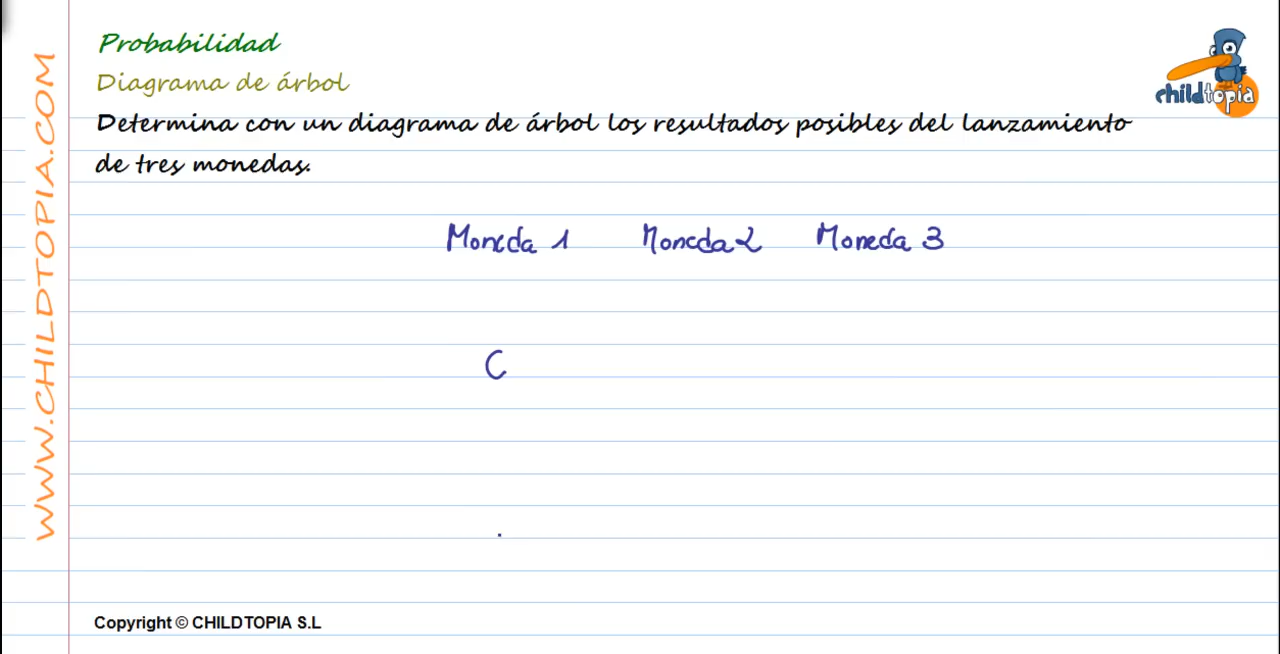 Probabilidad
Diagrama de árbol
Determina con un diagrama de árbol los resultados posibles del lanzamiento
de tres monedas.
Moneda 1 Moneda 2 Moneda 3
C
WWW.CHILDTOPIA.COM
childtopia
Copyright © CHILDTOPIA S.L